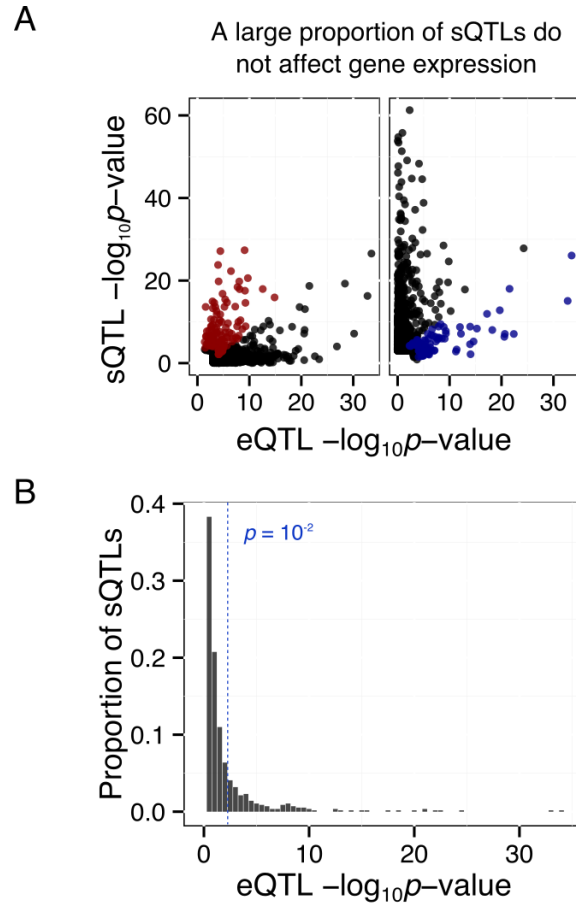 A
A large proportion of sQTLs do
not affect gene expression
sQTL −log₁₀p−value
60
40
20
0
0 10 20 30 0 10 20 30
eQTL −log₁₀p−value
B
Proportion of sQTLs
0.4
0.3
0.2
0.1
0.0
p = 10⁻²
0 10 20 30
eQTL −log₁₀p−value